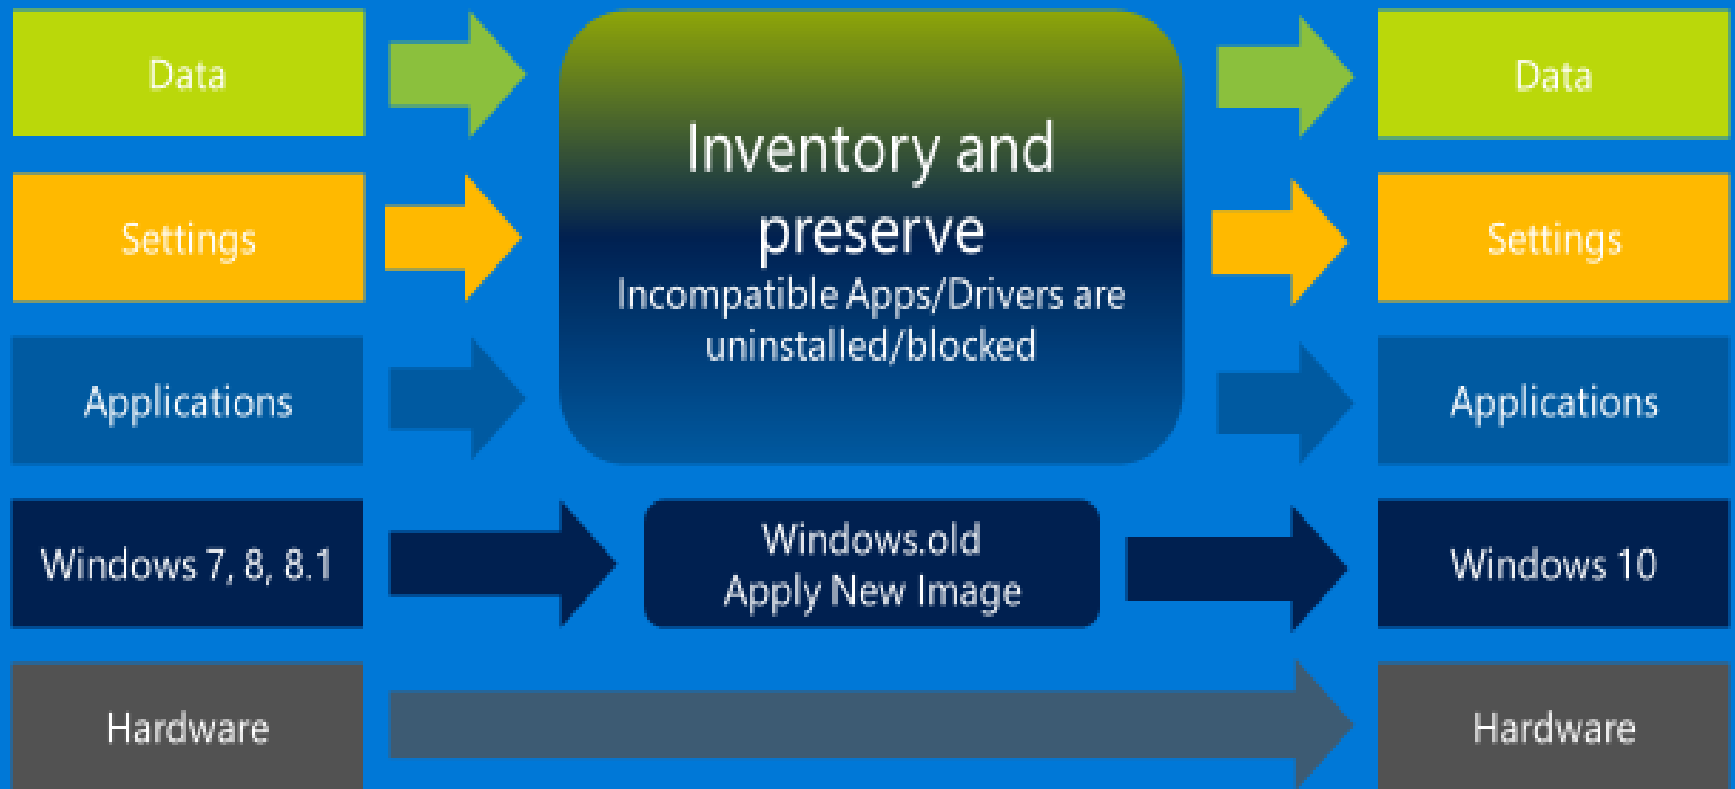 Data
Settings
Applications
Windows 7, 8, 8.1
Hardware
Inventory and
preserve
Incompatible Apps/Drivers are
uninstalled/blocked
Windows.old
Apply New Image
Data
Settings
Applications
Windows 10
Hardware